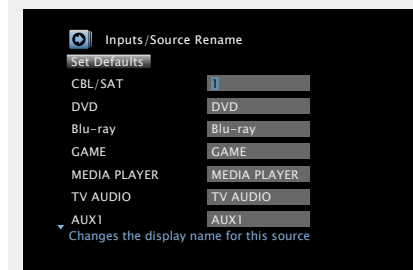 Inputs/Source Rename
Set Defaults
CBL/SAT 1
DVD DVD
Blu-ray Blu-ray
GAME GAME
MEDIA PLAYER MEDIA PLAYER
TV AUDIO TV AUDIO
AUX1 AUX1
Changes the display name for this source